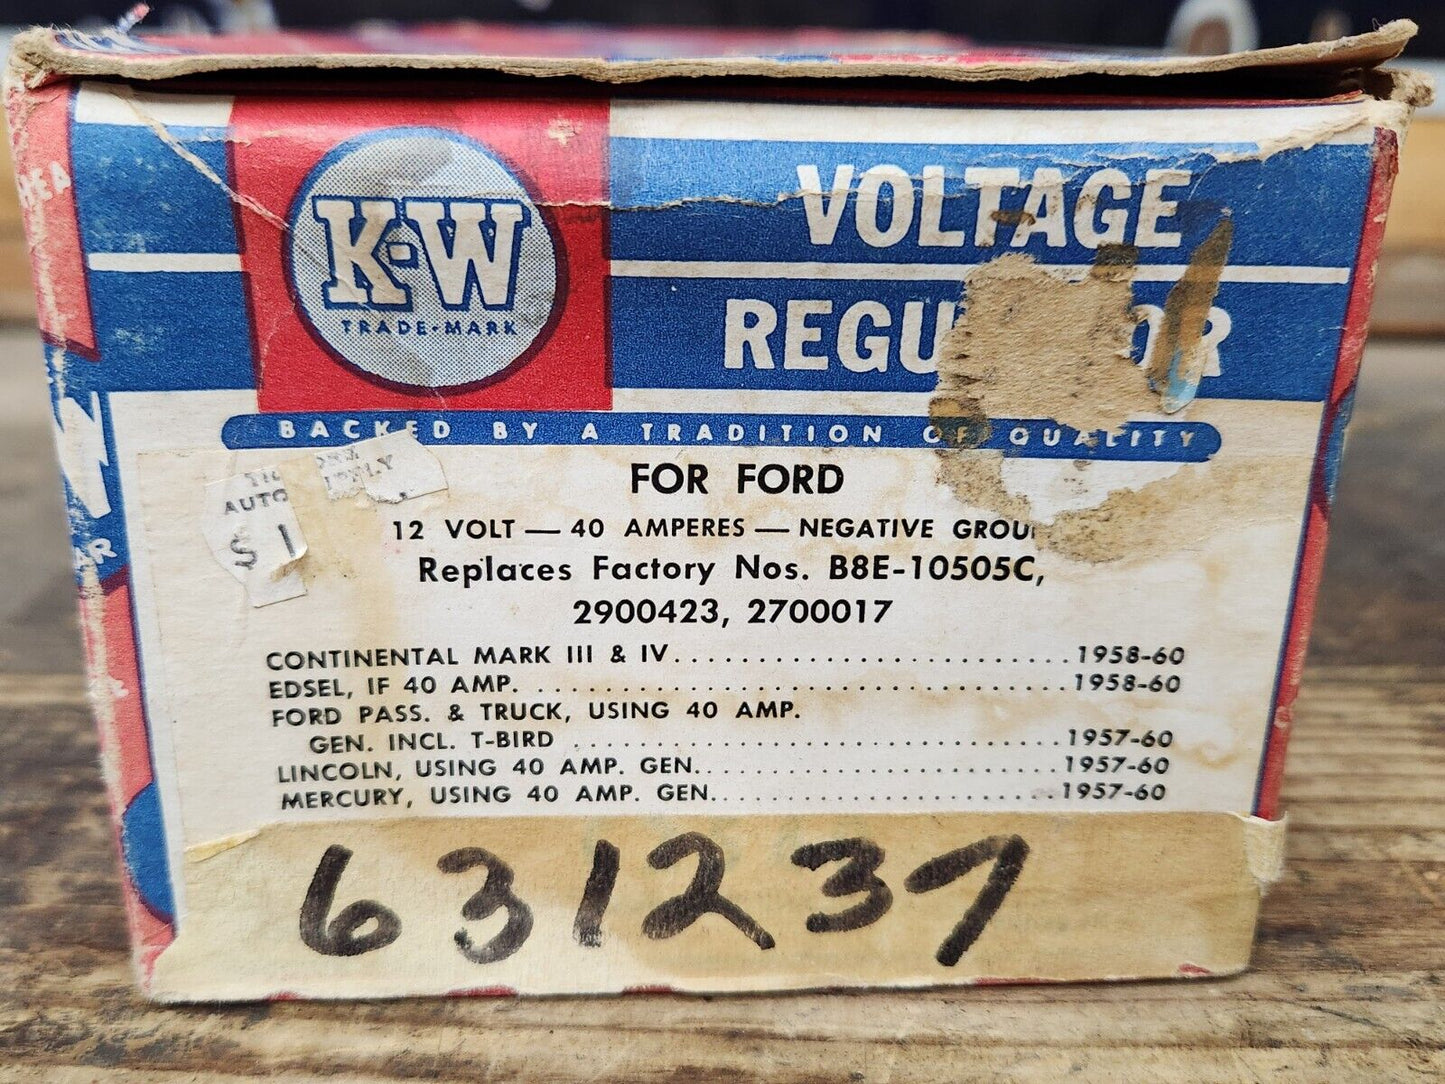 K-W
TRADE-MARK
VOLTAGE
BACKED BY A TRADITION OF QUALITY
AUTO
$1
FOR FORD
12 VOLT — 40 AMPERES — NEGATIVE
Replaces Factory Nos. B8E-10505C,
2900423, 2700017
CONTINENTAL MARK III & IV........................1958-60
EDSEL, IF 40 AMP..................................1958-60
FORD PASS. & TRUCK, USING 40 AMP.
GEN. INCL. T-BIRD ..............................1957-60
LINCOLN, USING 40 AMP. GEN......................1957-60
MERCURY, USING 40 AMP. GEN......................1957-60
631237